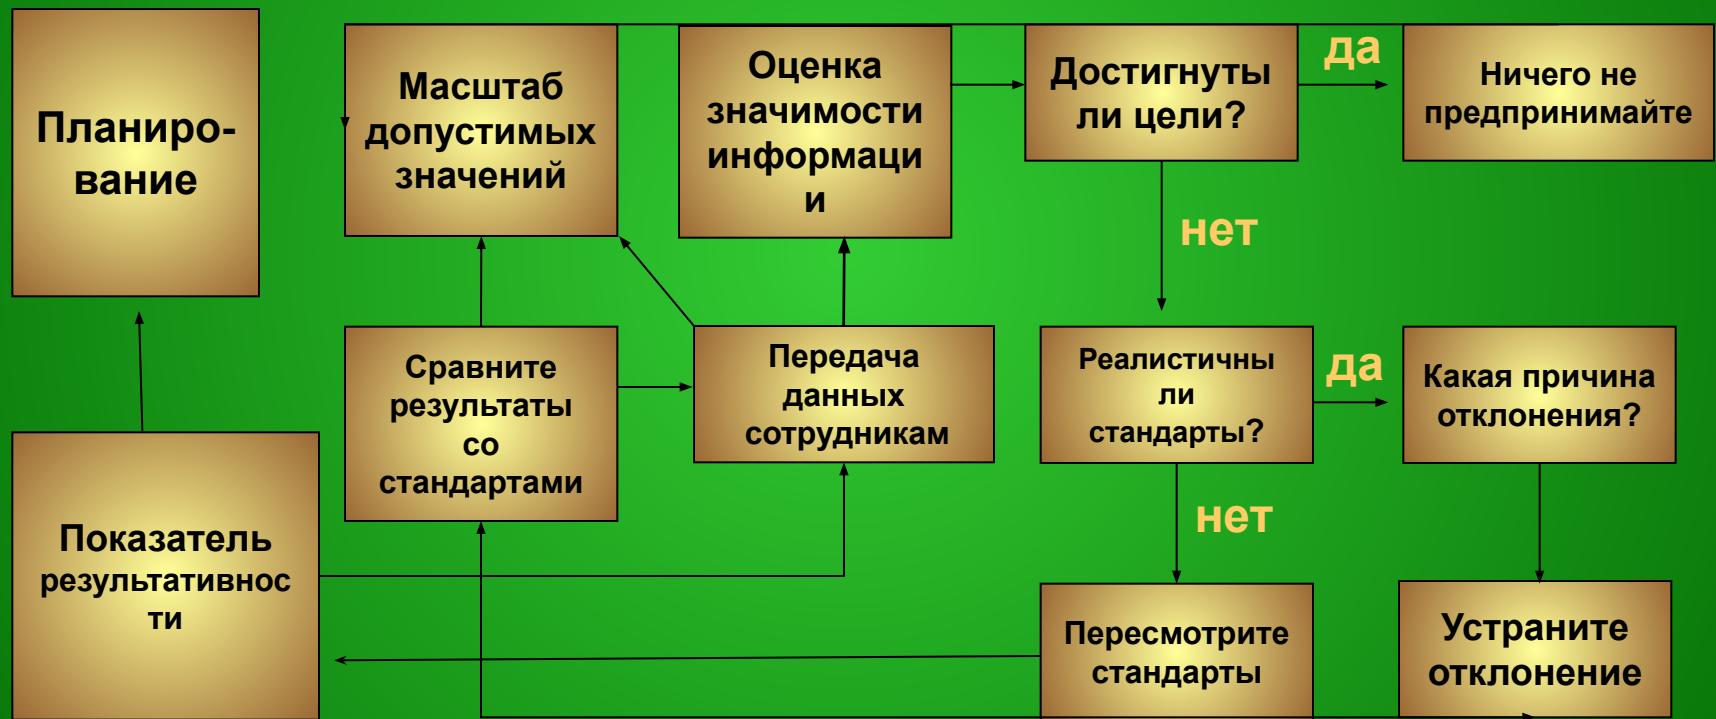 Планиро-
вание
Масштаб
допустимых
значений
Оценка
значимости
информаци
и
Достигнуты
ли цели?
да
Ничего не
предпринимайте
нет
Показатель
результативнос
ти
Сравните
результаты
со
стандартами
Передача
данных
сотрудникам
Реалистичны
ли
стандарты?
да
Какая причина
отклонения?
нет
Пересмотрите
стандарты
Устраните
отклонение